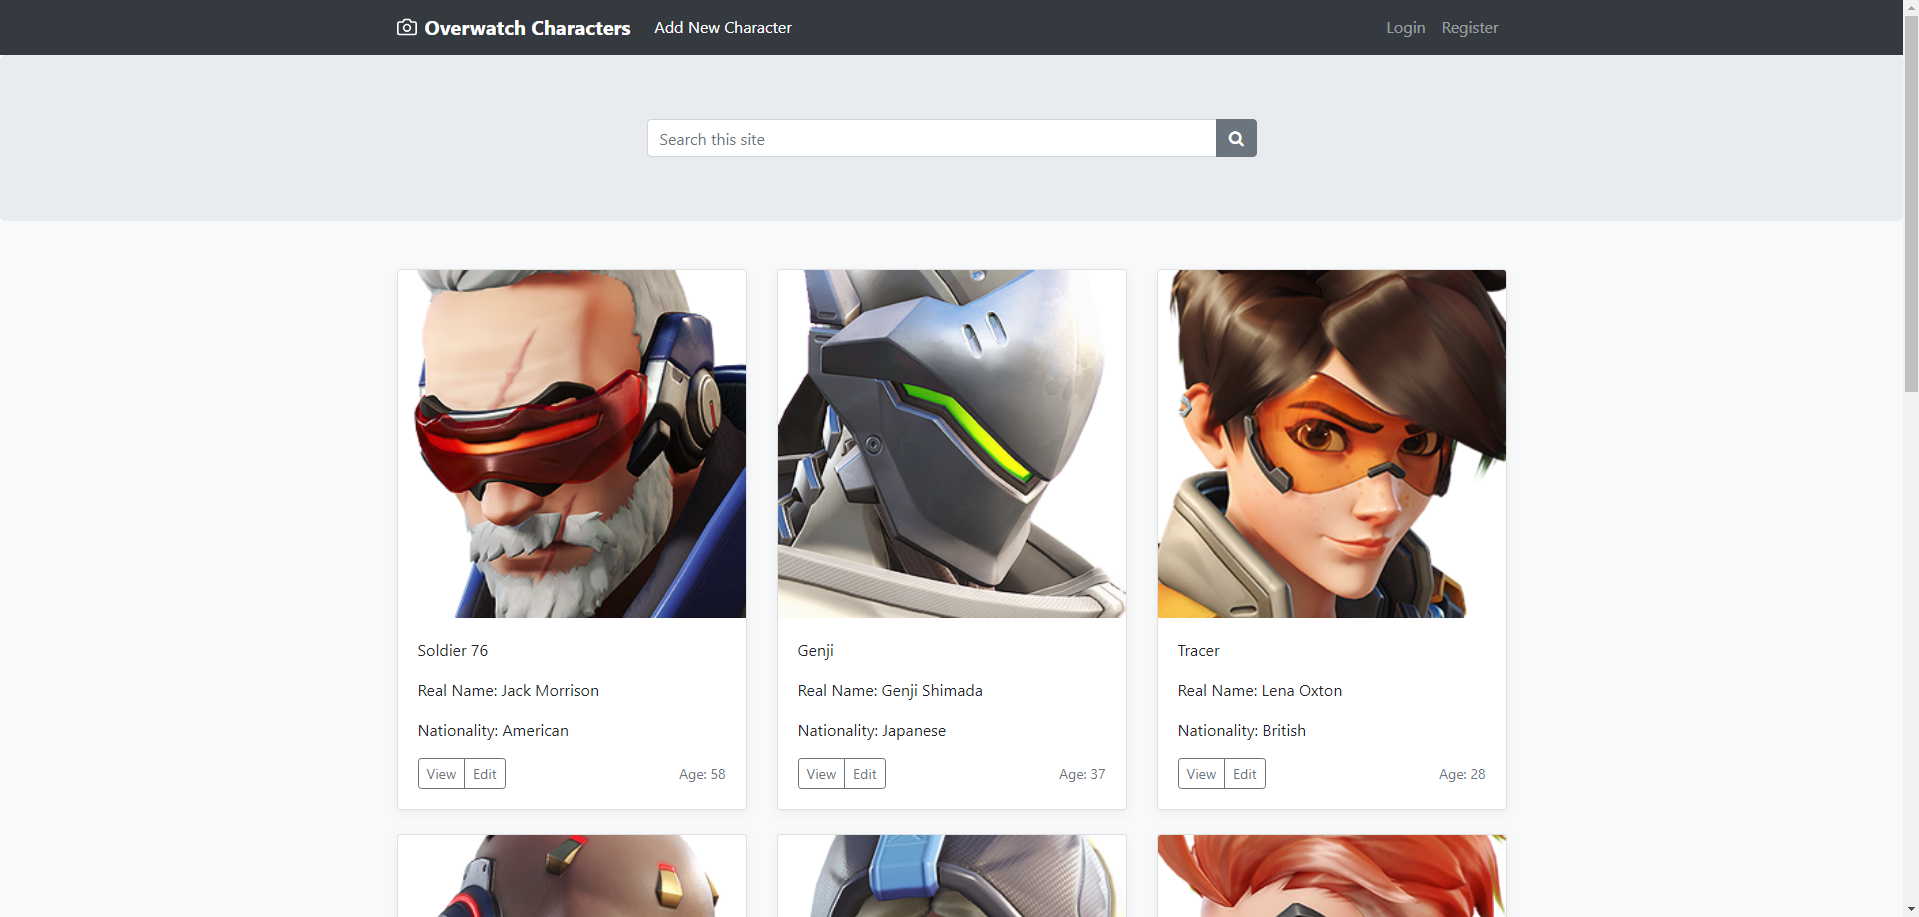 Overwatch Characters Add New Character Login Register
Search this site
Soldier 76
Real Name: Jack Morrison
Nationality: American
View Edit Age: 58
Genji
Real Name: Genji Shimada
Nationality: Japanese
View Edit Age: 37
Tracer
Real Name: Lena Oxton
Nationality: British
View Edit Age: 28